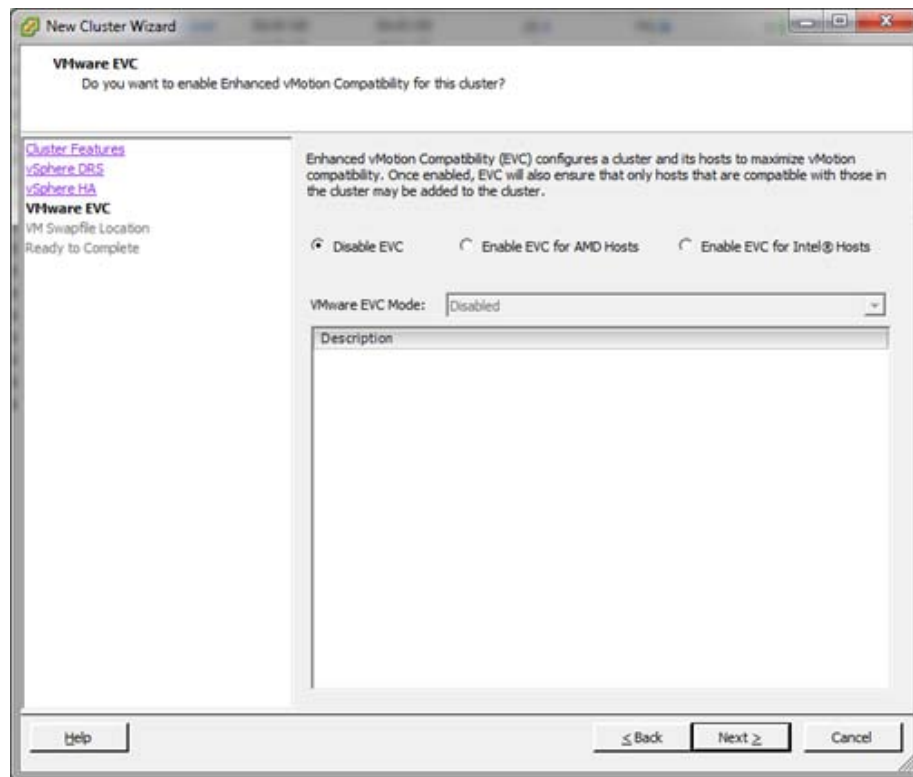 New Cluster Wizard
VMware EVC
Do you want to enable Enhanced vMotion Compatibility for this cluster?
Cluster Features
vSphere DRS
vSphere HA
VMware EVC
VM Swapfile Location
Ready to Complete
Enhanced vMotion Compatibility (EVC) configures a cluster and its hosts to maximize vMotion
compatibility. Once enabled, EVC will also ensure that only hosts that are compatible with those in
the cluster may be added to the cluster.
Disable EVC Enable EVC for AMD Hosts Enable EVC for Intel® Hosts
VMware EVC Mode: Disabled
Description
Help < Back Next > Cancel